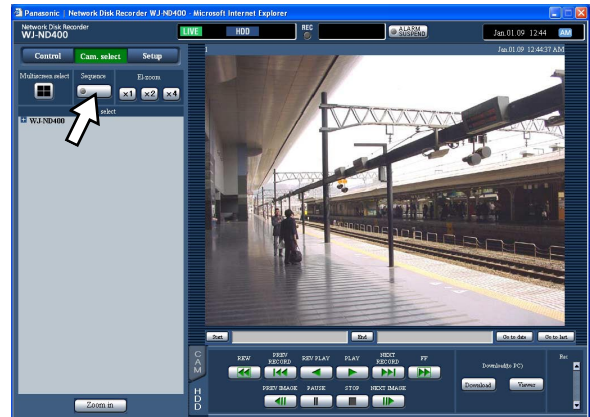 Panasonic | Network Disk Recorder WJ-ND400 - Microsoft Internet Explorer
Network Disk Recorder
WJ-ND400
LIVE HDD REC ALARM SUSPEND Jan.01.09 12:44 AM
Control Cam. select Setup
Jan.01.09 12:44:37 AM
Multiscreen select Sequence El-zoom
x1 x2 x4
select
WJ-ND400
Start End Go to date Go to last
CAM
HDD
REW PREV RECORD REV PLAY PLAY NEXT RECORD FF
PREV IMAGE PAUSE STOP NEXT IMAGE
Download(to PC)
Download Viewer
Rec
Zoom in